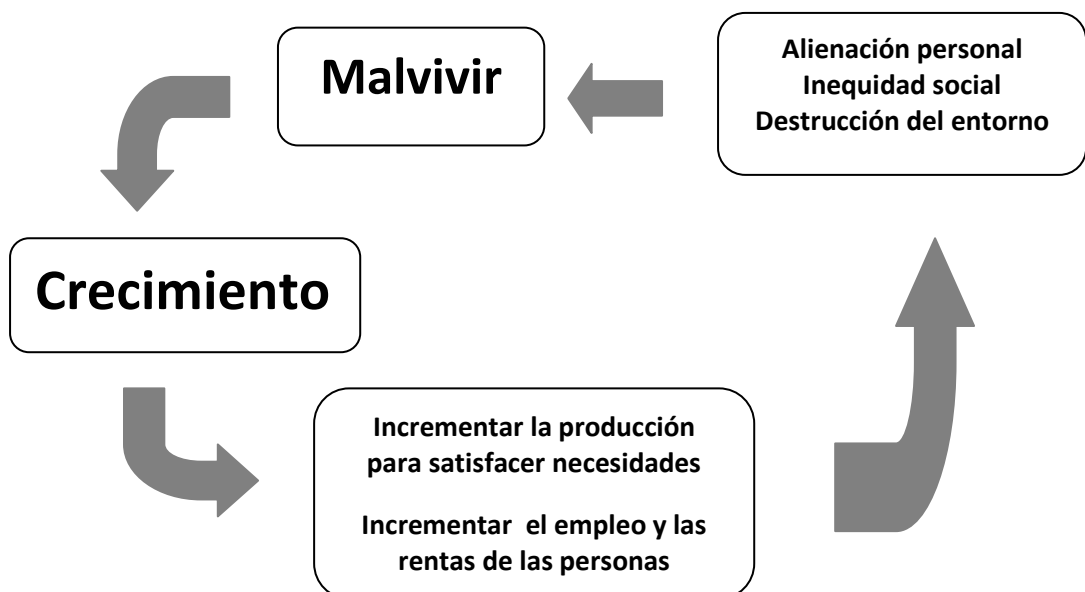 Malvivir
Alienación personal
Inequidad social
Destrucción del entorno
Crecimiento
Incrementar la producción
para satisfacer necesidades
Incrementar el empleo y las
rentas de las personas